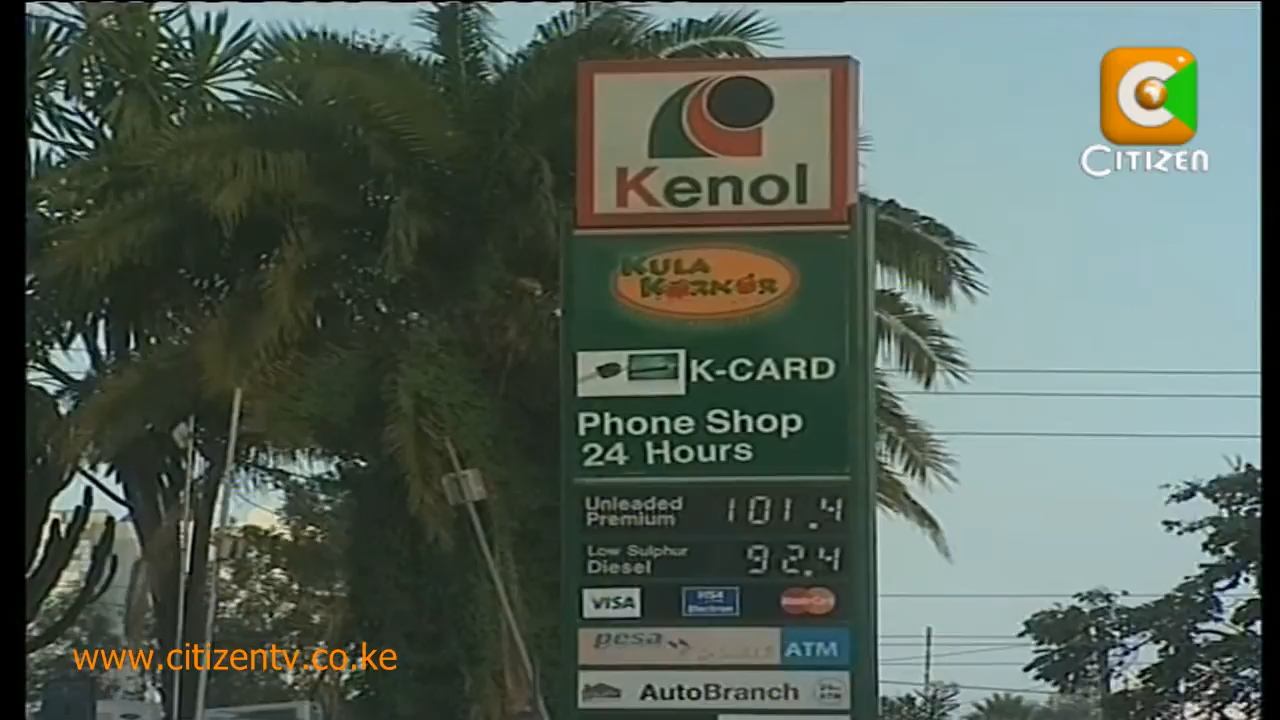 CITIZEN
Kenol
KULA
KORNER
K-CARD
Phone Shop
24 Hours
Unleaded
Premium
101.4
Low Sulphur
Diesel
92.4
VISA
VISA
Electron
MasterCard
pesa
ATM
AutoBranch
www.citizentv.co.ke